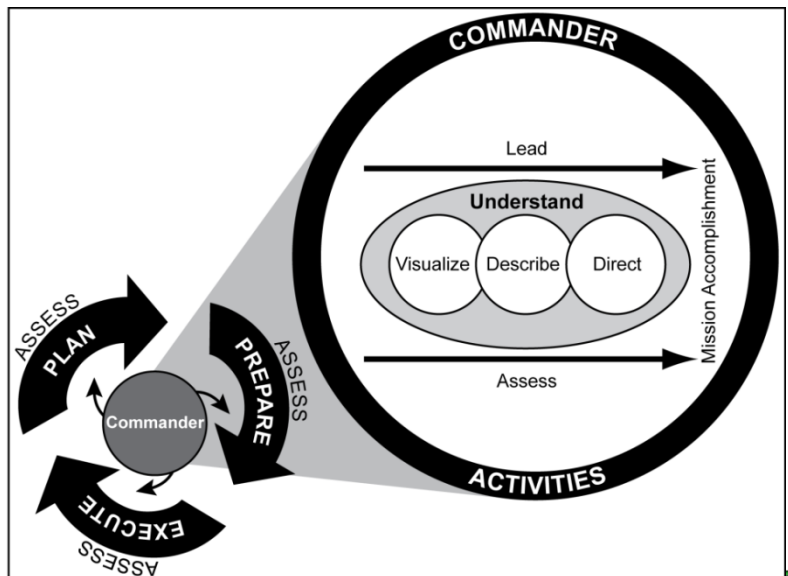 COMMANDER
Lead
Understand
Visualize
Describe
Direct
Mission Accomplishment
Assess
ACTIVITIES
ASSESS
PLAN
ASSESS
PREPARE
Commander
EXECUTE
ASSESS